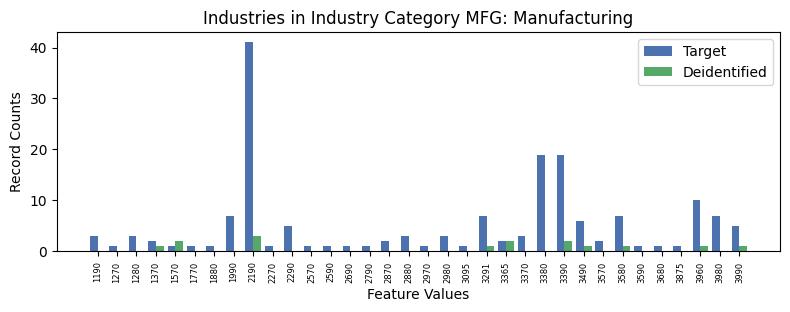 Industries in Industry Category MFG: Manufacturing
Target
Deidentified
Record Counts
40
30
20
10
0
1190 1270 1280 1370 1570 1770 1880 1990 2190 2270 2290 2570 2590 2690 2790 2870 2880 2970 2980 3095 3291 3365 3370 3380 3390 3490 3570 3580 3590 3680 3875 3960 3980 3990
Feature Values